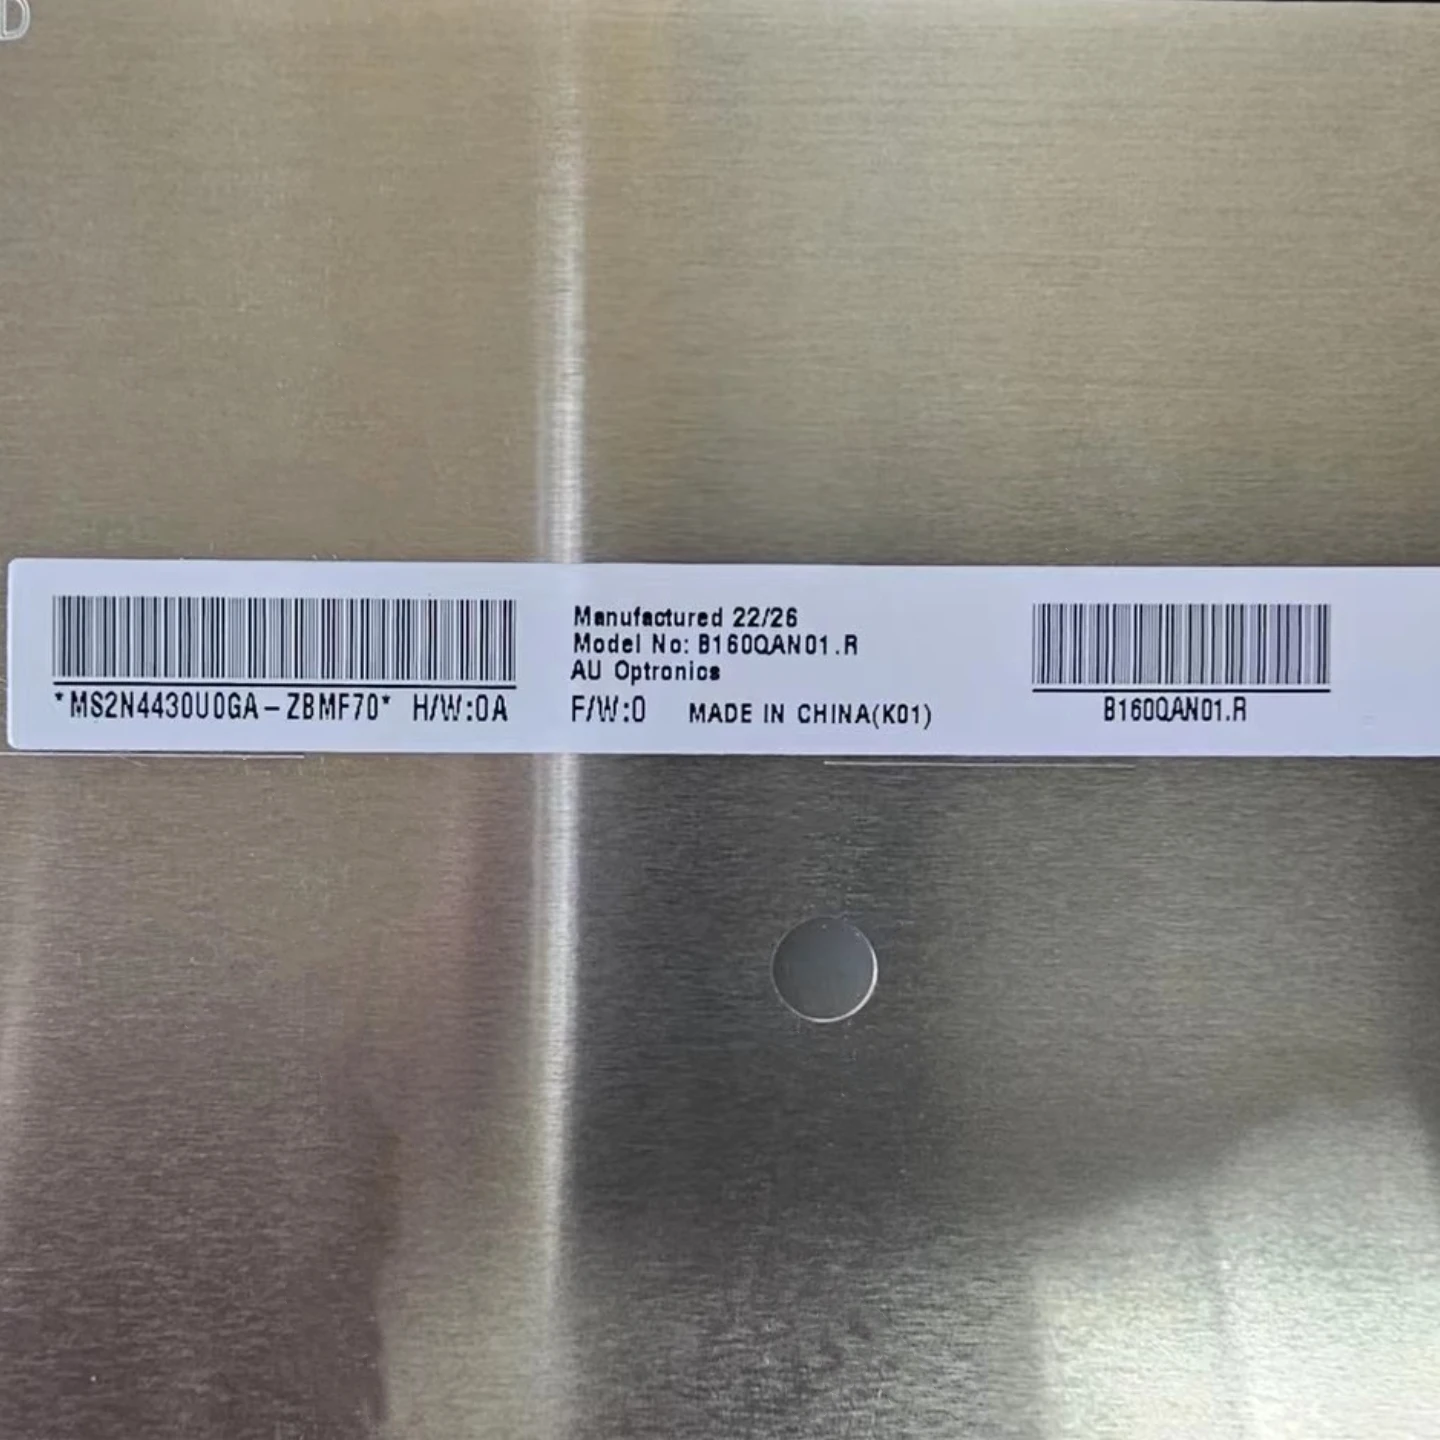 D
*MS2N4430U0GA-ZBMF70* H/W:0A
Manufactured 22/26
Model No: B160QAN01.R
AU Optronics
F/W:0 MADE IN CHINA(K01)
B160QAN01.R